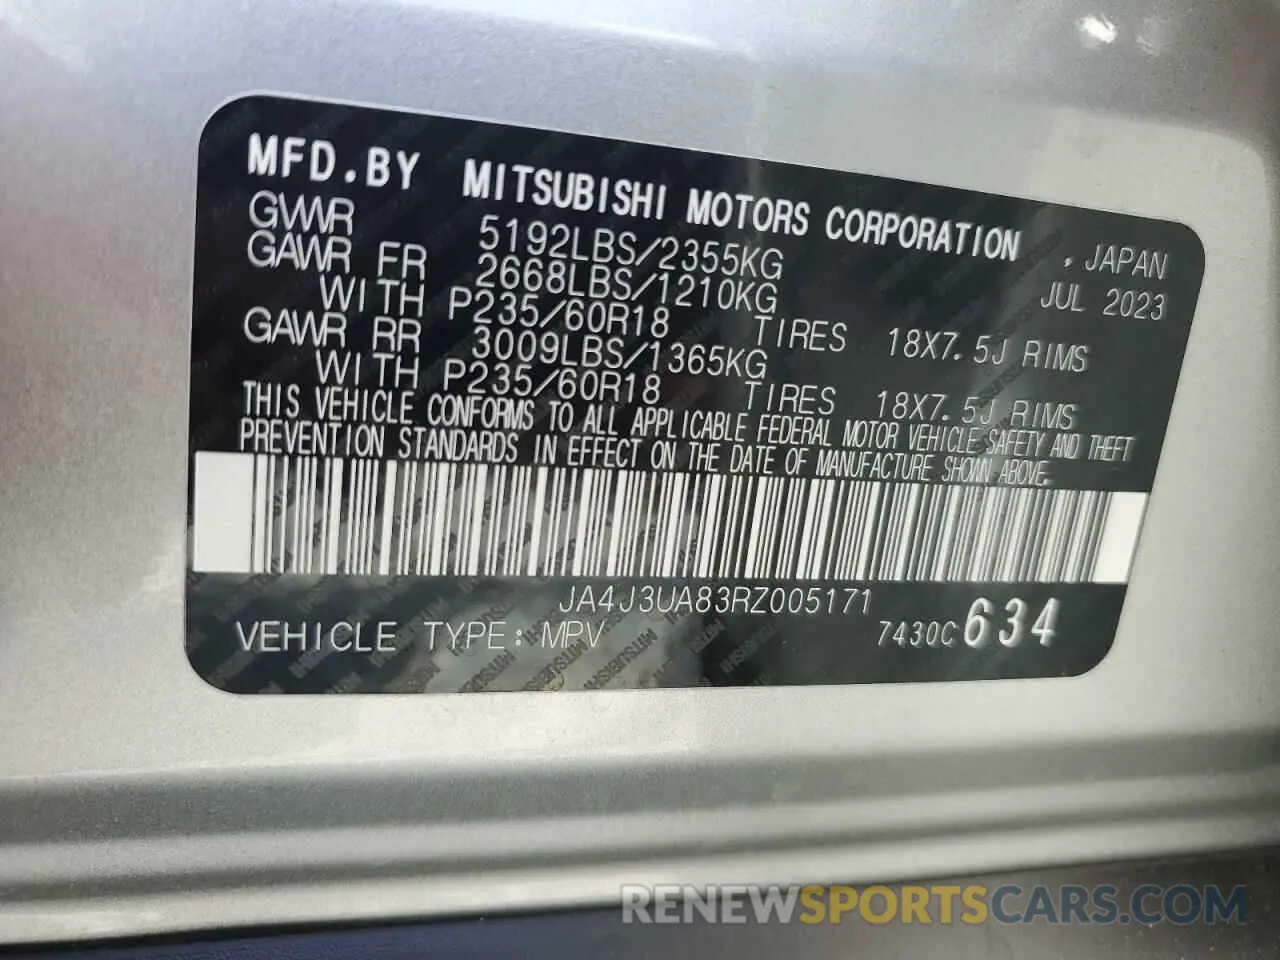 MFD.BY MITSUBISHI MOTORS CORPORATION , JAPAN
GVWR 5192LBS/2355KG JUL 2023
GAWR FR 2668LBS/1210KG
WITH P235/60R18 TIRES 18X7.5J RIMS
GAWR RR 3009LBS/1365KG
WITH P235/60R18 TIRES 18X7.5J RIMS
THIS VEHICLE CONFORMS TO ALL APPLICABLE FEDERAL MOTOR VEHICLE SAFETY AND THEFT
PREVENTION STANDARDS IN EFFECT ON THE DATE OF MANUFACTURE SHOWN ABOVE.
JA4J3UA83RZ005171
VEHICLE TYPE: MPV 7430C 634
RENEWSPORTSCARS.COM